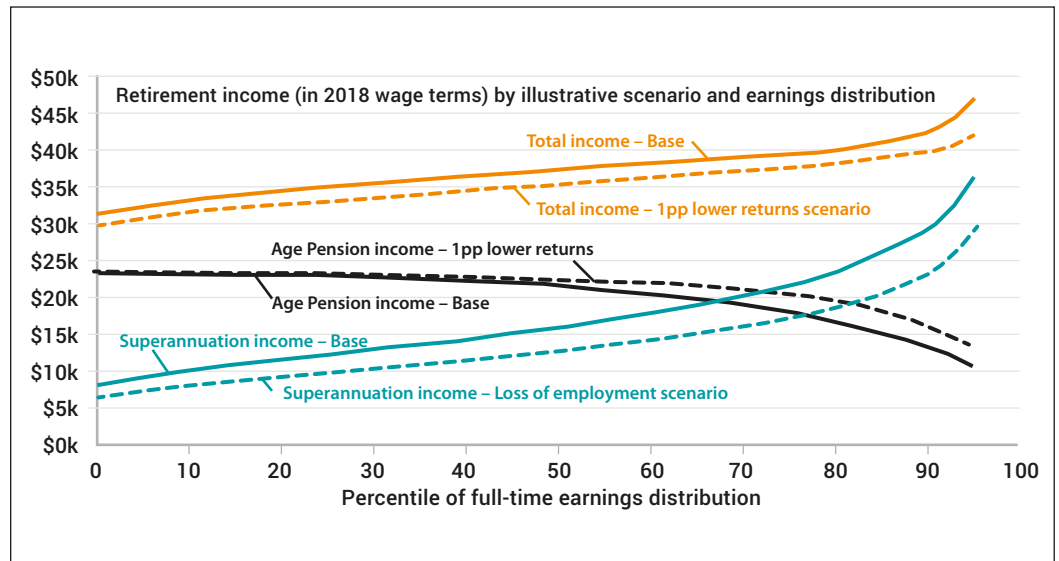 Retirement income (in 2018 wage terms) by illustrative scenario and earnings distribution
$50k
$45k
$40k
$35k
$30k
$25k
$20k
$15k
$10k
$5k
$0k
Total income – Base
Total income – 1pp lower returns scenario
Age Pension income – 1pp lower returns
Age Pension income – Base
Superannuation income – Base
Superannuation income – Loss of employment scenario
0 10 20 30 40 50 60 70 80 90 100
Percentile of full-time earnings distribution